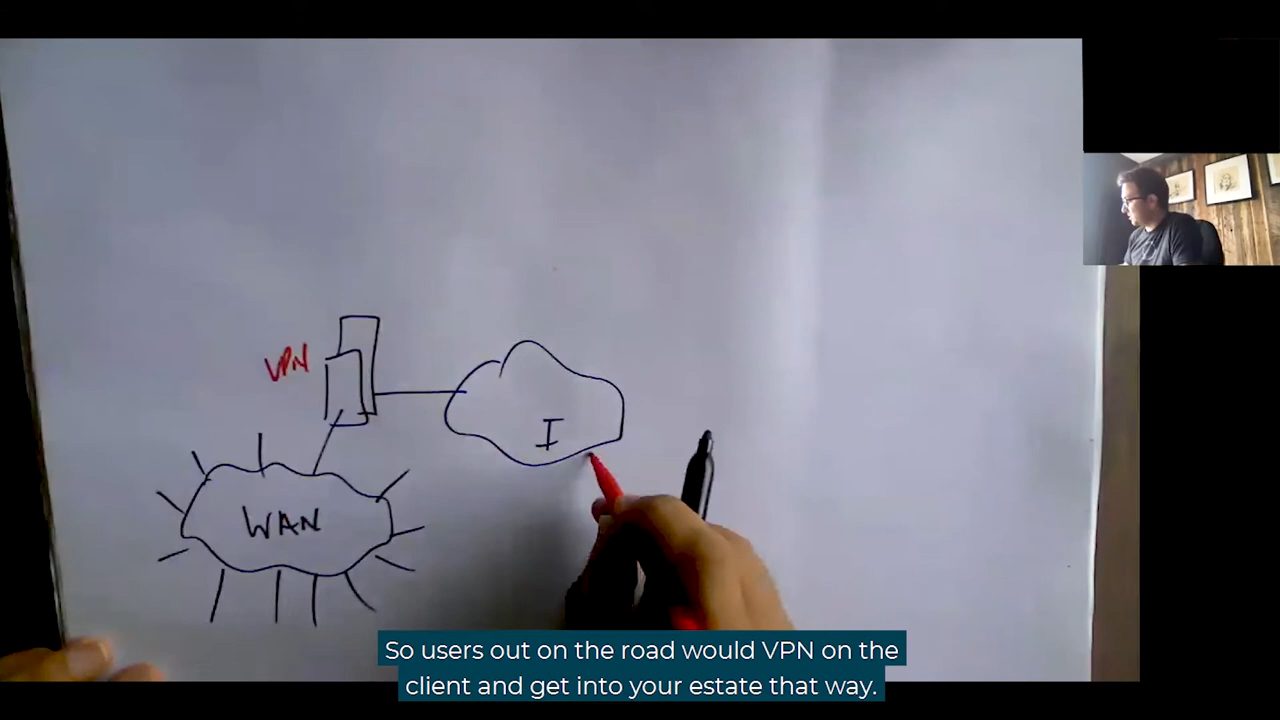 VPN
I
WAN
So users out on the road would VPN on the
client and get into your estate that way.